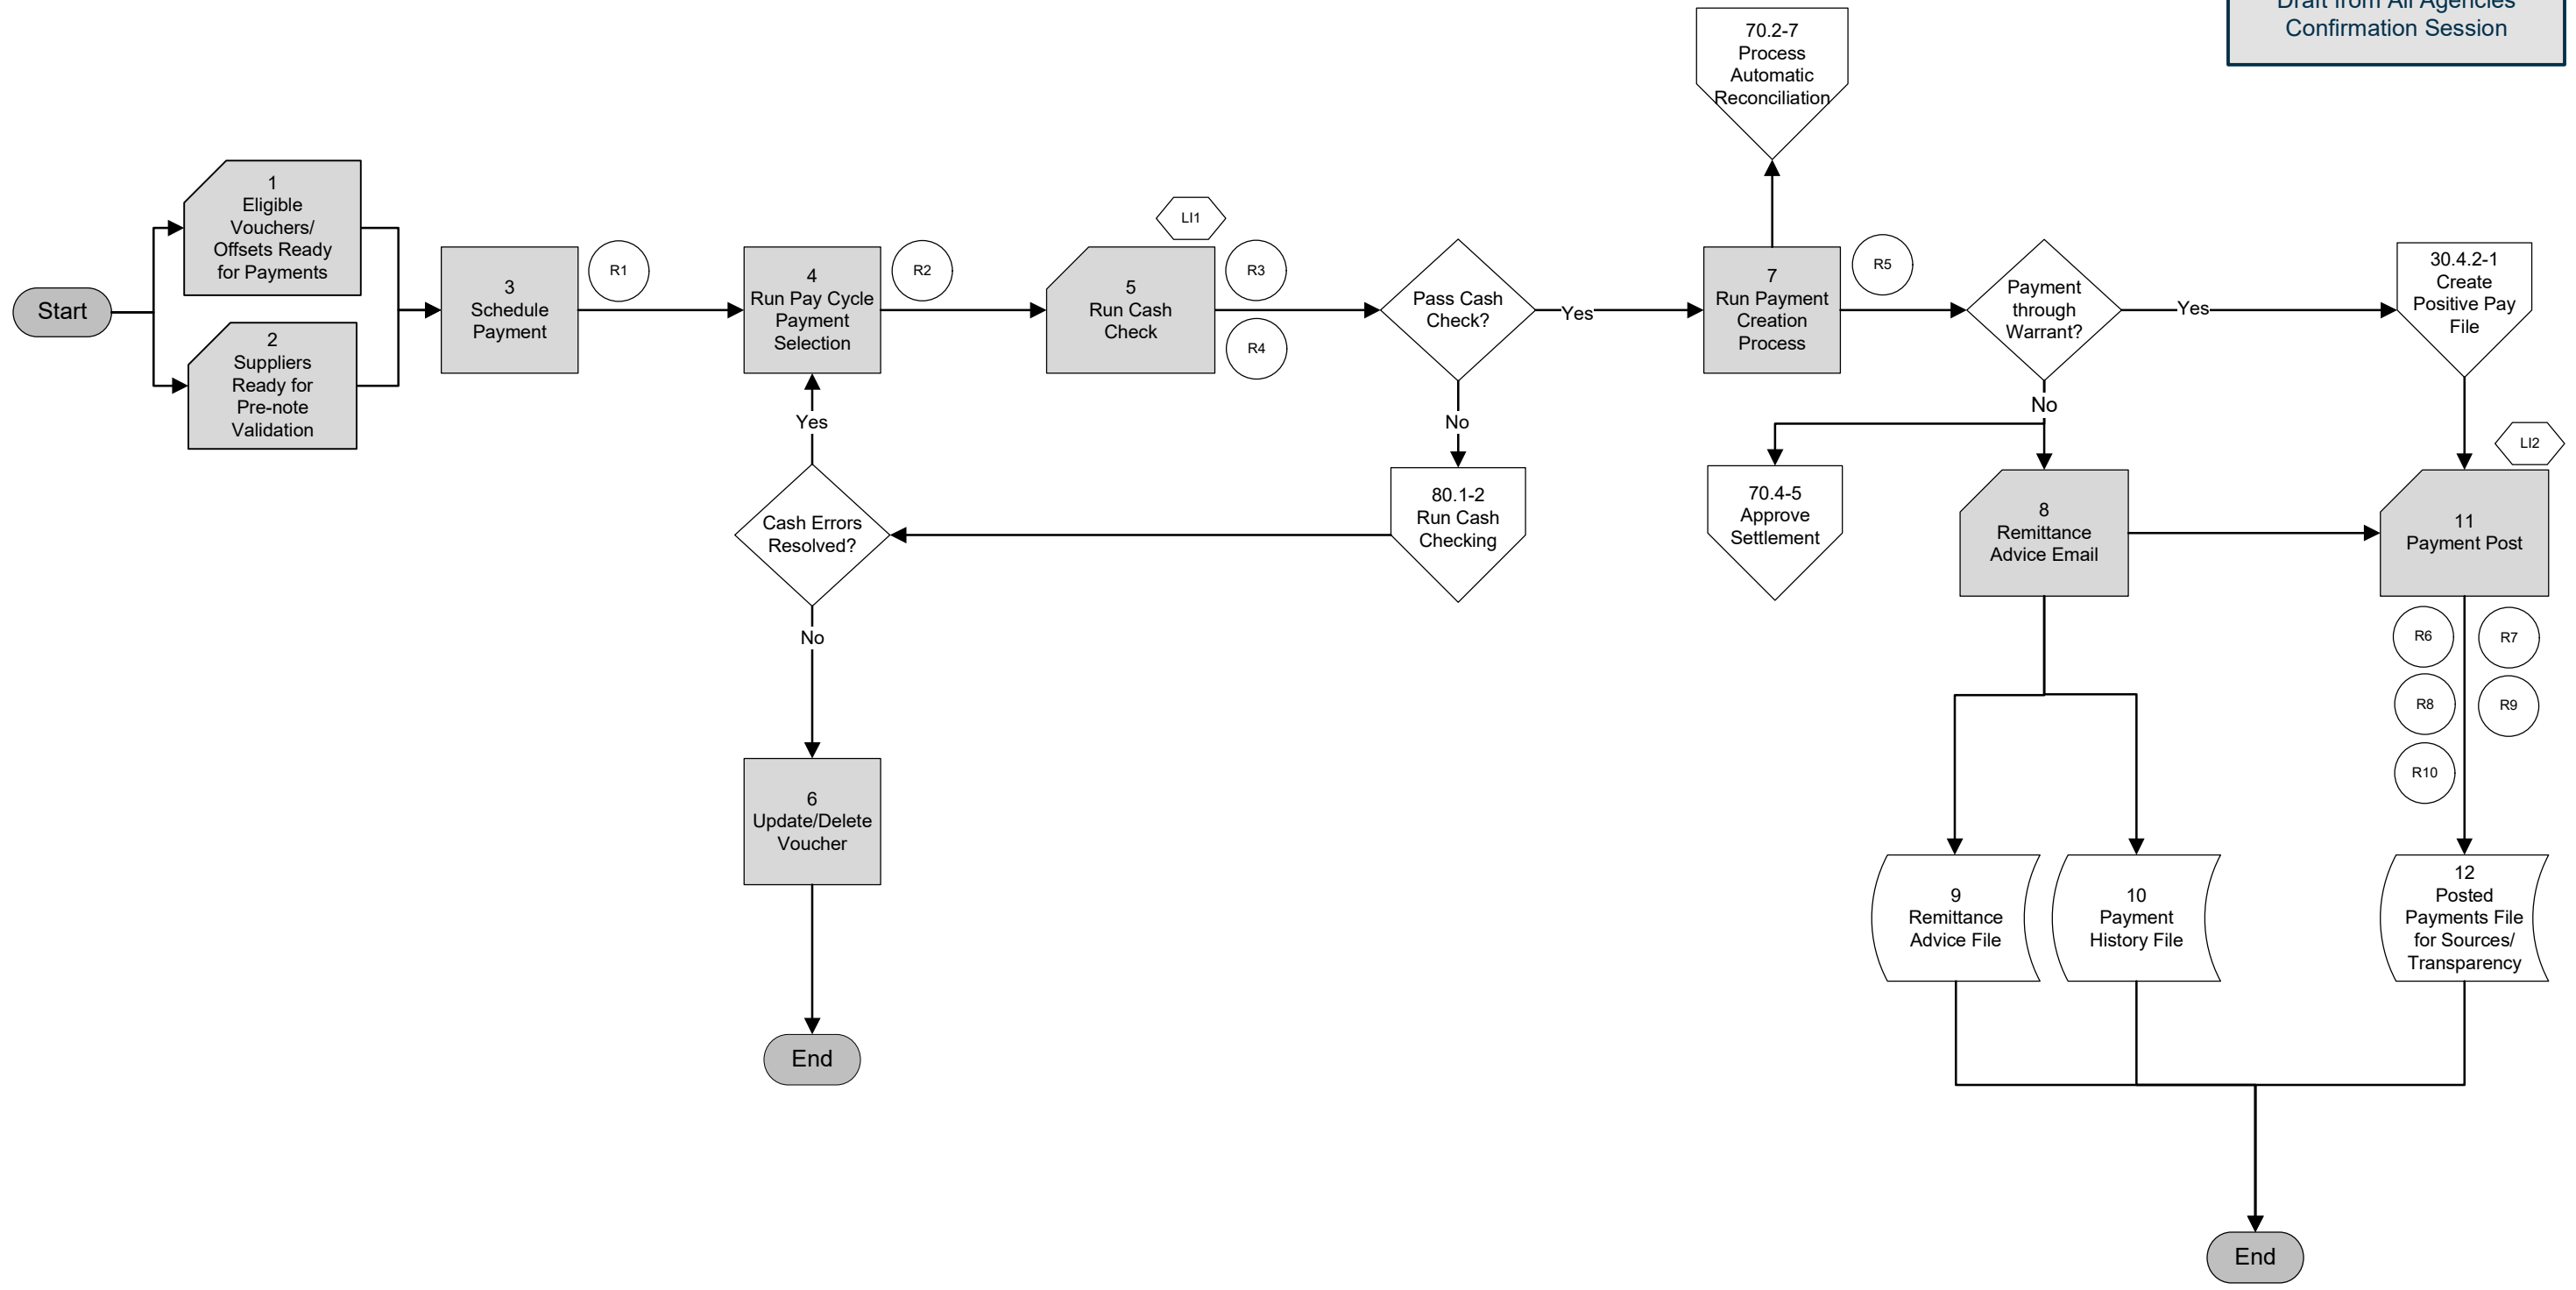 Draft from All Agencies
Confirmation Session
70.2-7
Process
Automatic
Reconciliation
1
Eligible
Vouchers/
Offsets Ready
for Payments
Start
2
Suppliers
Ready for
Pre-note
Validation
3
Schedule
Payment
R1
4
Run Pay Cycle
Payment
Selection
R2
5
Run Cash
Check
LI1
R3
R4
Pass Cash
Check?
Yes
No
7
Run Payment
Creation
Process
R5
Payment
through
Warrant?
Yes
No
30.4.2-1
Create
Positive Pay
File
Yes
Cash Errors
Resolved?
No
80.1-2
Run Cash
Checking
70.4-5
Approve
Settlement
8
Remittance
Advice Email
LI2
11
Payment Post
R6
R7
R8
R9
R10
6
Update/Delete
Voucher
End
9
Remittance
Advice File
10
Payment
History File
12
Posted
Payments File
for Sources/
Transparency
End